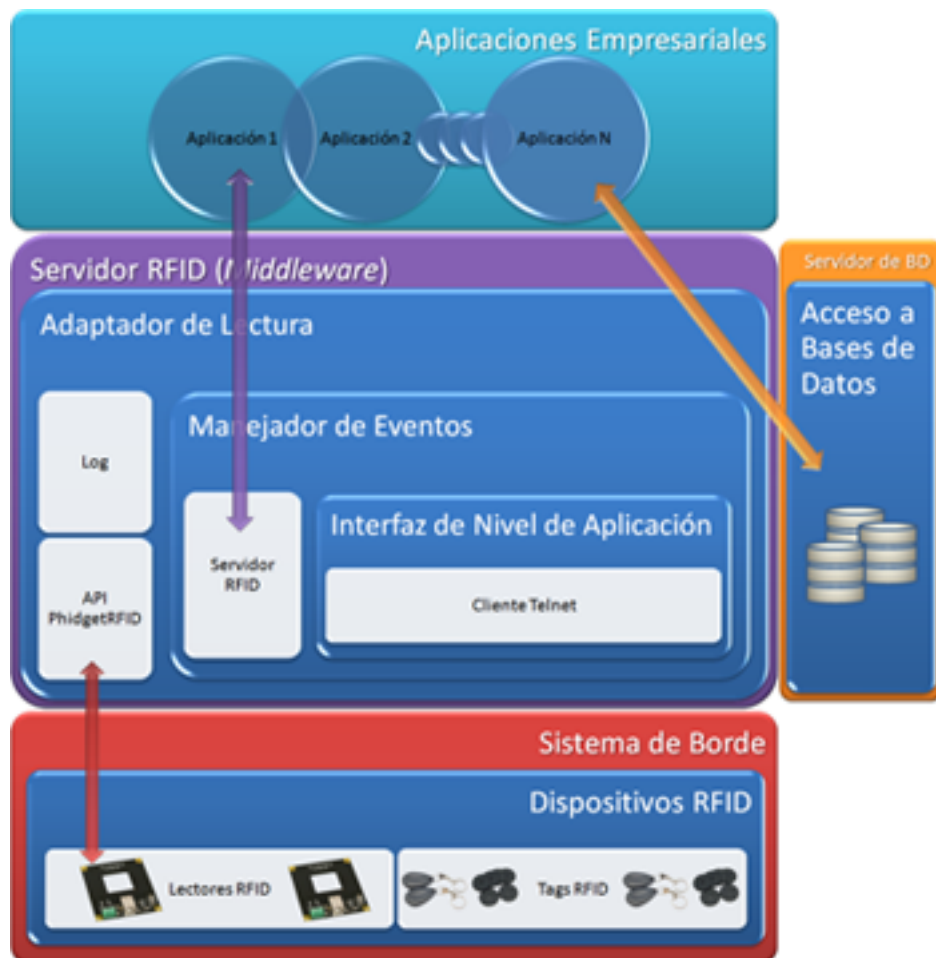 Aplicaciones Empresariales
Aplicación 1
Aplicación 2
Aplicación N
Servidor RFID (Middleware)
Servidor de BD
Adaptador de Lectura
Acceso a
Bases de
Datos
Log
Manejador de Eventos
Servidor
RFID
Interfaz de Nivel de Aplicación
Cliente Telnet
API
PhidgetRFID
Sistema de Borde
Dispositivos RFID
Lectores RFID
Tags RFID